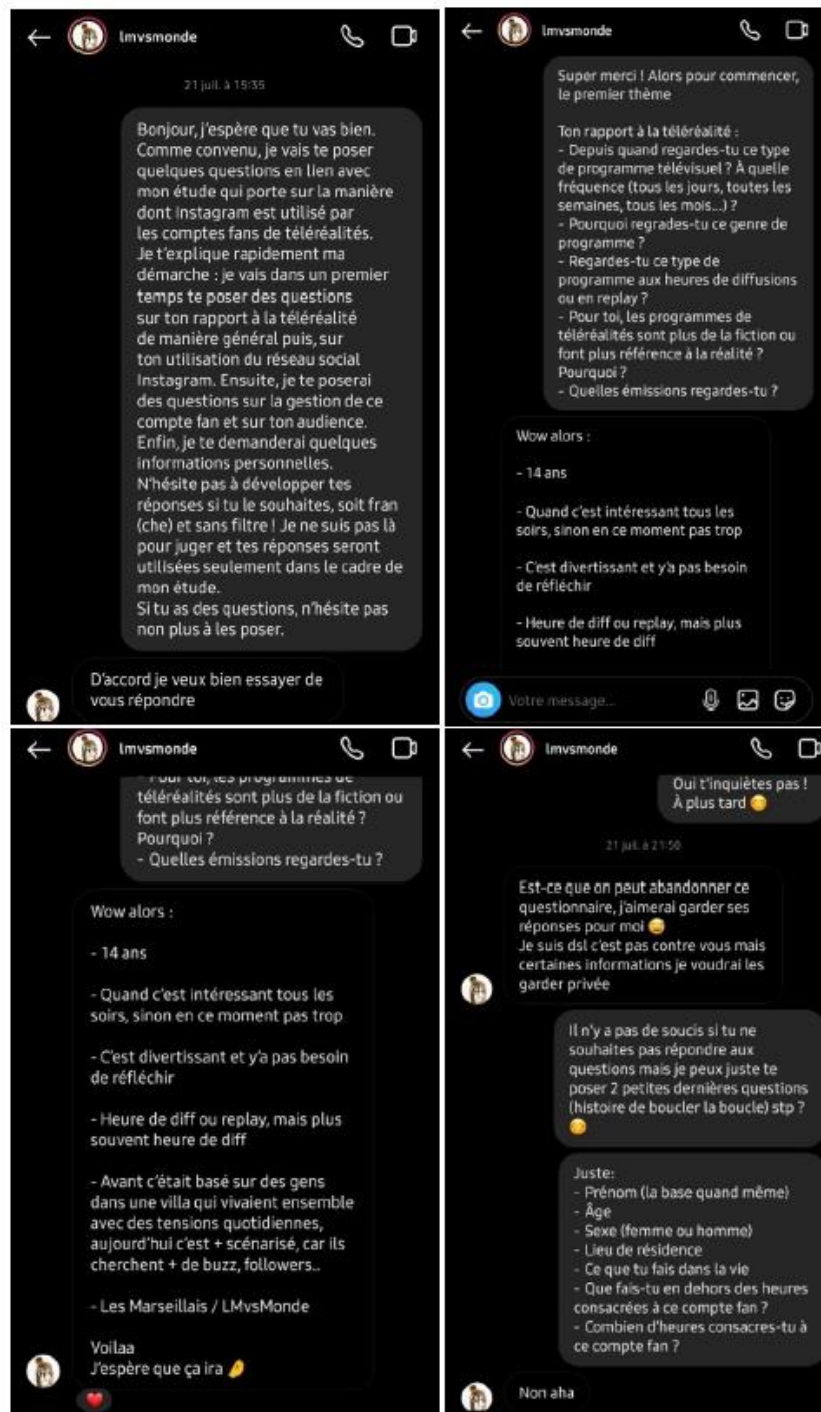 lmvsmonde
21 juil. à 15:35
Bonjour, j'espère que tu vas bien.
Comme convenu, je vais te poser
quelques questions en lien avec
mon étude qui porte sur la manière
dont Instagram est utilisé par
les comptes fans de téléréalités.
Je t'explique rapidement ma
démarche : je vais dans un premier
temps te poser des questions
sur ton rapport à la téléréalité
de manière général puis, sur
ton utilisation du réseau social
Instagram. Ensuite, je te poserai
des questions sur la gestion de ce
compte fan et sur ton audience.
Enfin, je te demanderai quelques
informations personnelles.
N'hésite pas à développer tes
réponses si tu le souhaites, soit fran
(che) et sans filtre ! Je ne suis pas là
pour juger et tes réponses seront
utilisées seulement dans le cadre de
mon étude.
Si tu as des questions, n'hésite pas
non plus à les poser.
D'accord je veux bien essayer de
vous répondre
lmvsmonde
Super merci ! Alors pour commencer,
le premier thème
Ton rapport à la téléréalité :
- Depuis quand regardes-tu ce type
de programme télévisuel ? À quelle
fréquence (tous les jours, toutes les
semaines, tous les mois...) ?
- Pourquoi regrades-tu ce genre de
programme ?
- Regardes-tu ce type de
programme aux heures de diffusions
ou en replay ?
- Pour toi, les programmes de
téléréalités sont plus de la fiction ou
font plus référence à la réalité ?
Pourquoi ?
- Quelles émissions regardes-tu ?
Wow alors :
- 14 ans
- Quand c'est intéressant tous les
soirs, sinon en ce moment pas trop
- C'est divertissant et y'a pas besoin
de réfléchir
- Heure de diff ou replay, mais plus
souvent heure de diff
Votre message...
lmvsmonde
- Pour toi, les programmes de
téléréalités sont plus de la fiction ou
font plus référence à la réalité ?
Pourquoi ?
- Quelles émissions regardes-tu ?
Wow alors :
- 14 ans
- Quand c'est intéressant tous les
soirs, sinon en ce moment pas trop
- C'est divertissant et y'a pas besoin
de réfléchir
- Heure de diff ou replay, mais plus
souvent heure de diff
- Avant c'était basé sur des gens
dans une villa qui vivaient ensemble
avec des tensions quotidiennes,
aujourd'hui c'est + scénarisé, car ils
cherchent + de buzz, followers..
- Les Marseillais / LMvsMonde
Voilaa
J'espère que ça ira 🤌
lmvsmonde
Oui t'inquiètes pas !
À plus tard 😊
21 juil. à 21:50
Est-ce que on peut abandonner ce
questionnaire, j'aimerai garder ses
réponses pour moi 😅
Je suis dsl c'est pas contre vous mais
certaines informations je voudrai les
garder privée
Il n'y a pas de soucis si tu ne
souhaites pas répondre aux
questions mais je peux juste te
poser 2 petites dernières questions
(histoire de boucler la boucle) stp ?
😊
Juste:
- Prénom (la base quand même)
- Âge
- Sexe (femme ou homme)
- Lieu de résidence
- Ce que tu fais dans la vie
- Que fais-tu en dehors des heures
consacrées à ce compte fan ?
- Combien d'heures consacres-tu à
ce compte fan ?
Non aha